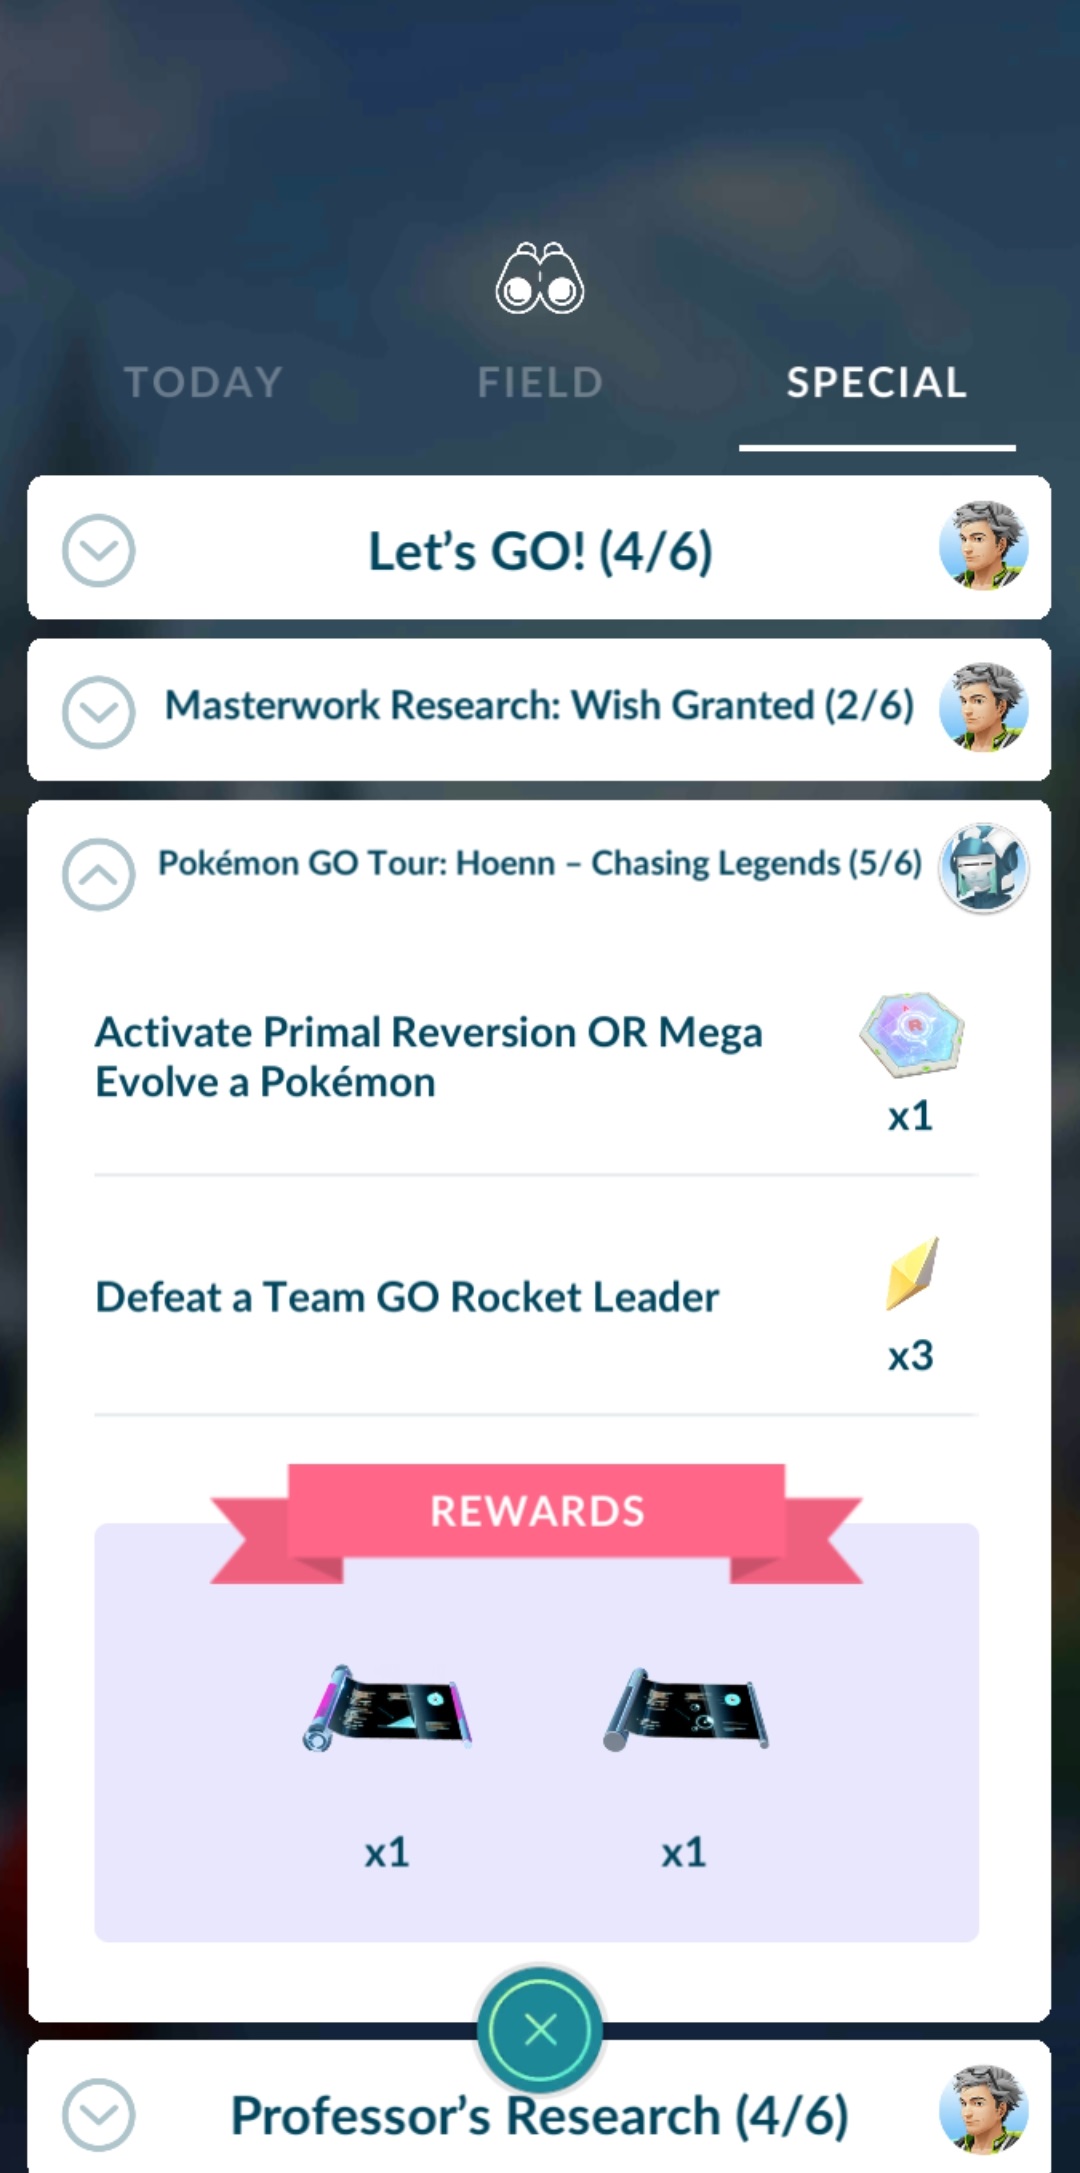 TODAY
FIELD
SPECIAL
Let's GO! (4/6)
Masterwork Research: Wish Granted (2/6)
Pokémon GO Tour: Hoenn – Chasing Legends (5/6)
Activate Primal Reversion OR Mega
Evolve a Pokémon
x1
Defeat a Team GO Rocket Leader
x3
REWARDS
x1
x1
Professor's Research (4/6)